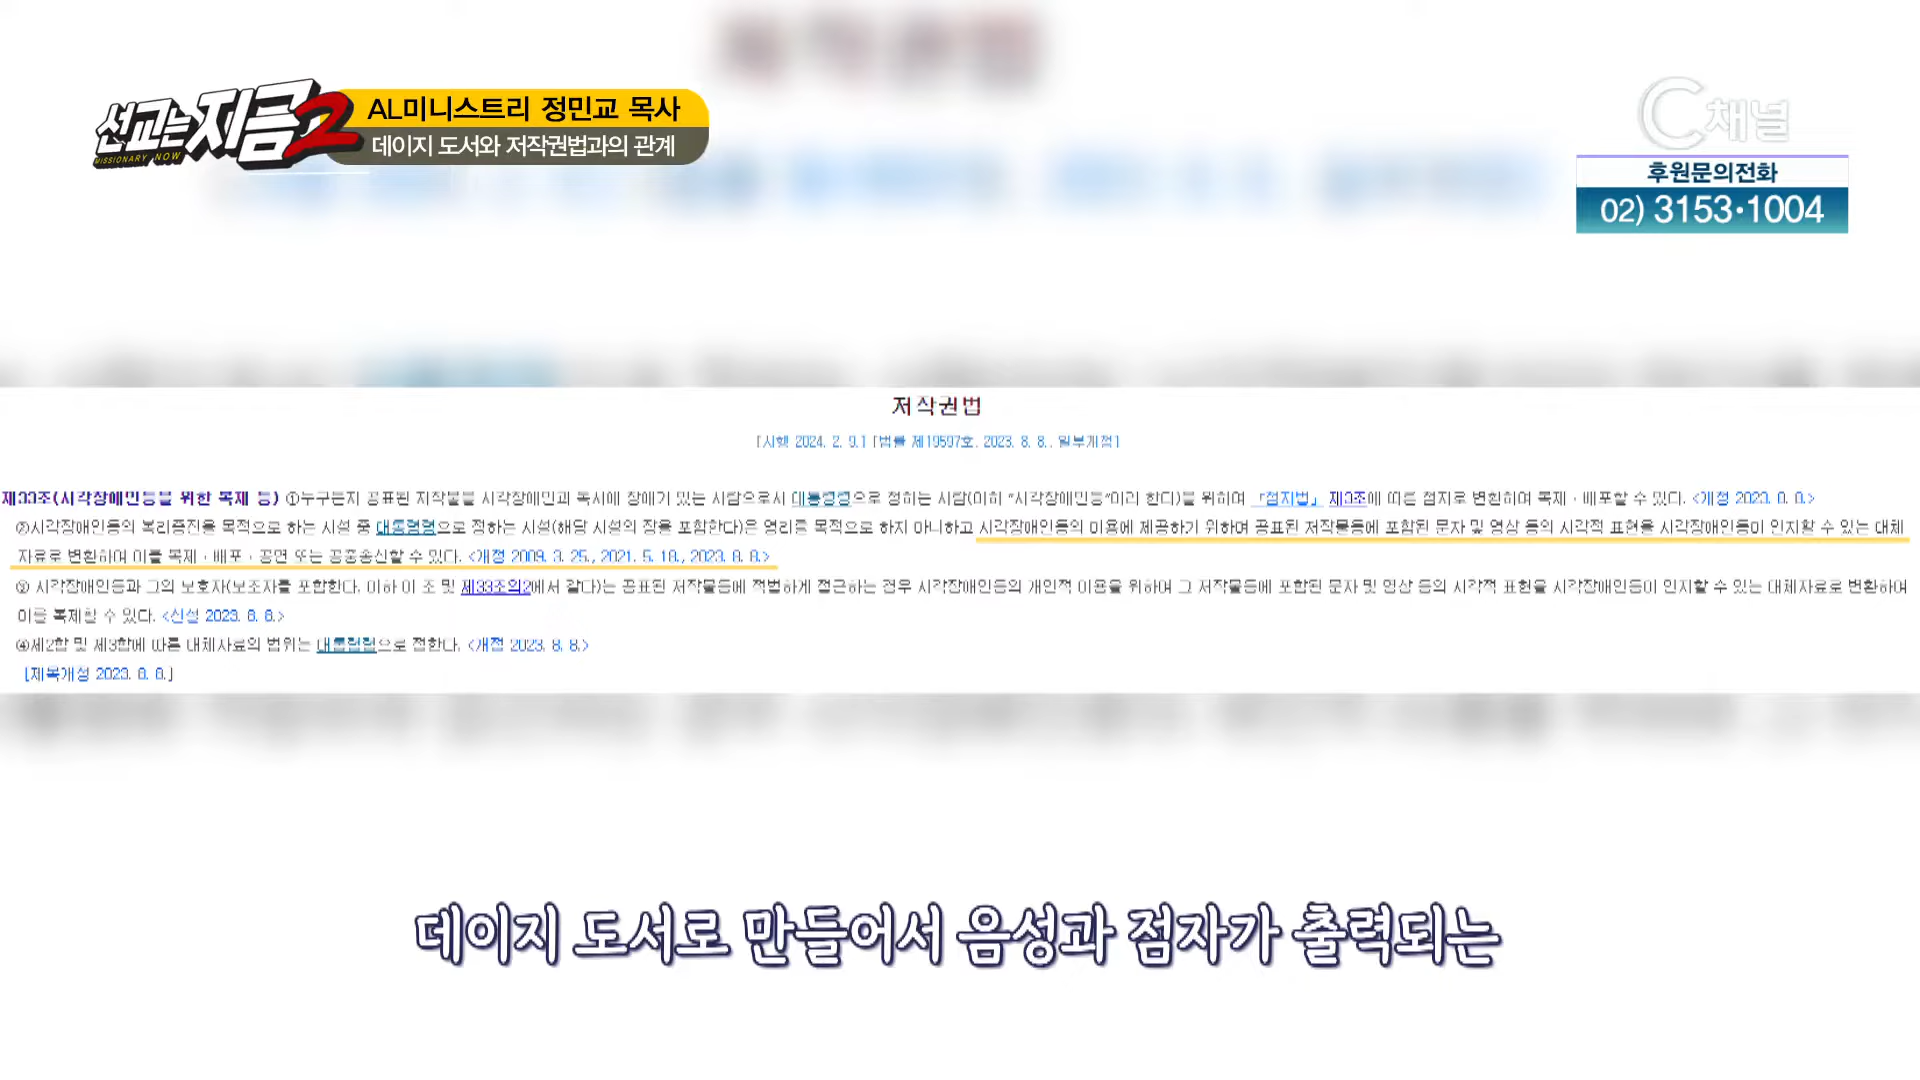 선교는 지금2
MISSIONARY NOW
AL미니스트리 정민교 목사
데이지 도서와 저작권법과의 관계
C채널
후원문의전화
02) 3153·1004
저작권법
[시행 2024. 2. 9.] [법률 제19597호, 2023. 8. 8., 일부개정]
제33조(시각장애인등을 위한 복제 등) ①누구든지 공표된 저작물을 시각장애인과 독서에 장애가 있는 사람으로서 대통령령으로 정하는 사람(이하 “시각장애인등”이라 한다)을 위하여 「점자법」 제3조에 따른 점자로 변환하여 복제ㆍ배포할 수 있다. <개정 2023. 8. 8.>
②시각장애인등의 복리증진을 목적으로 하는 시설 중 대통령령으로 정하는 시설(해당 시설의 장을 포함한다)은 영리를 목적으로 하지 아니하고 시각장애인등의 이용에 제공하기 위하여 공표된 저작물등에 포함된 문자 및 영상 등의 시각적 표현을 시각장애인등이 인지할 수 있는 대체
자료로 변환하여 이를 복제ㆍ배포ㆍ공연 또는 공중송신할 수 있다. <개정 2009. 3. 25., 2021. 5. 18., 2023. 8. 8.>
③ 시각장애인등과 그의 보호자(보조자를 포함한다. 이하 이 조 및 제33조의2에서 같다)는 공표된 저작물등에 적법하게 접근하는 경우 시각장애인등의 개인적 이용을 위하여 그 저작물등에 포함된 문자 및 영상 등의 시각적 표현을 시각장애인등이 인지할 수 있는 대체자료로 변환하여
이를 복제할 수 있다. <신설 2023. 8. 8.>
④제2항 및 제3항에 따른 대체자료의 범위는 대통령령으로 정한다. <개정 2023. 8. 8.>
[제목개정 2023. 8. 8.]
데이지 도서로 만들어서 음성과 점자가 출력되는